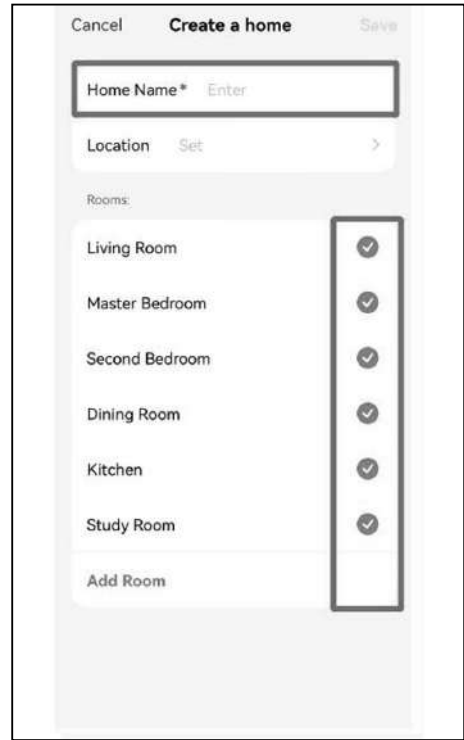 Cancel Create a home Save
Home Name* Enter
Location Set
Rooms:
Living Room
Master Bedroom
Second Bedroom
Dining Room
Kitchen
Study Room
Add Room